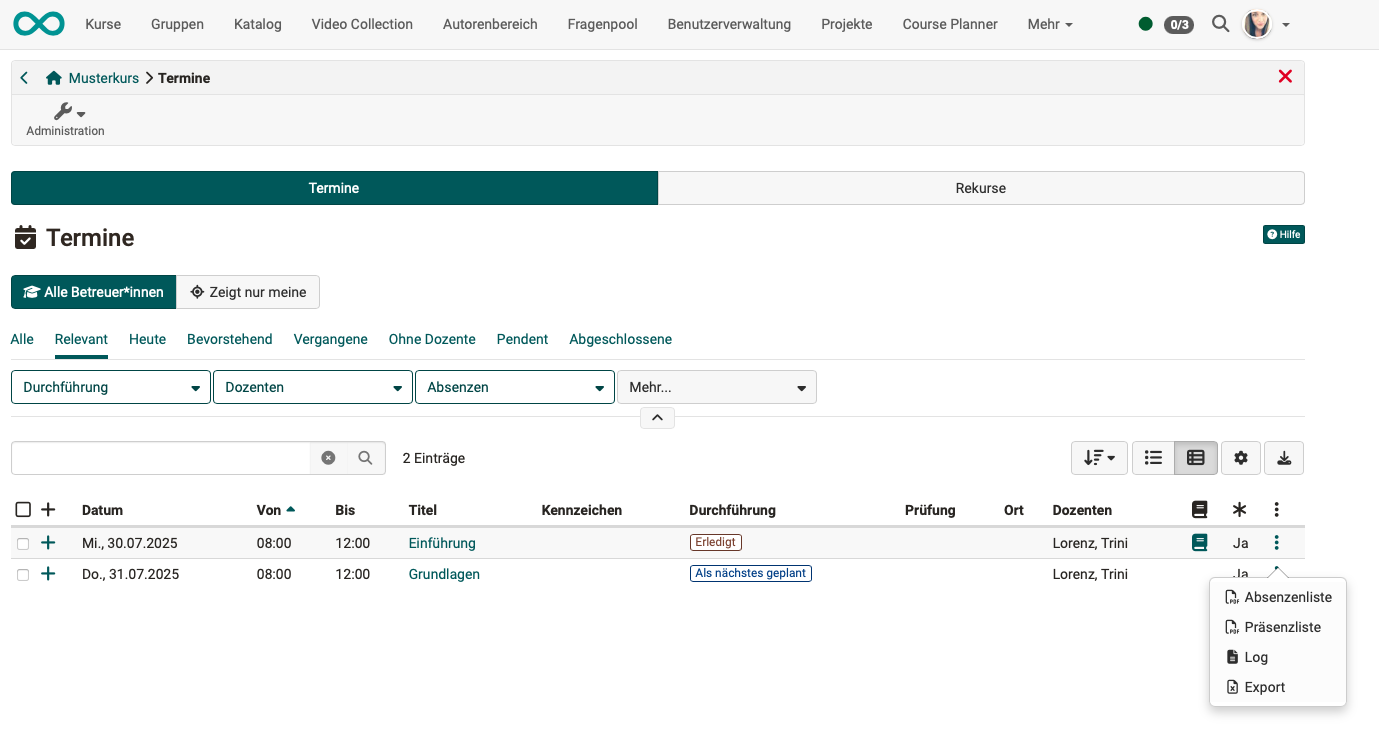 Kurse Gruppen Katalog Video Collection Autorenbereich Fragenpool Benutzerverwaltung Projekte Course Planner Mehr 0/3
Musterkurs Termine
Administration
Termine Rekurse
Termine Hilfe
Alle Betreuer*innen Zeigt nur meine
Alle Relevant Heute Bevorstehend Vergangene Ohne Dozente Pendent Abgeschlossene
Durchführung Dozenten Absenzen Mehr...
2 Einträge
Datum Von Bis Titel Kennzeichen Durchführung Prüfung Ort Dozenten
Mi., 30.07.2025 08:00 12:00 Einführung Erledigt Lorenz, Trini Ja
Do., 31.07.2025 08:00 12:00 Grundlagen Als nächstes geplant Lorenz, Trini Ja
Absenzenliste
Präsenzliste
Log
Export